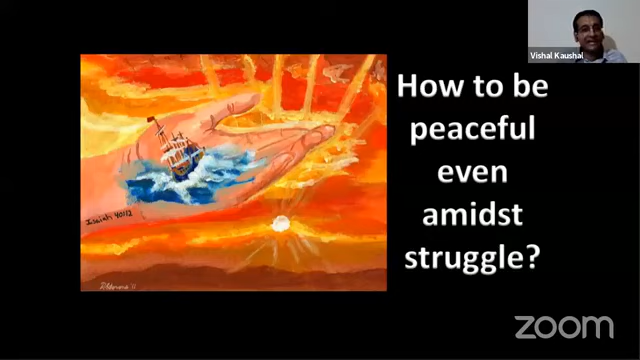 Vishal Kaushal
How to be
peaceful
even
amidst
struggle?
Isaiah 40:12
zoom